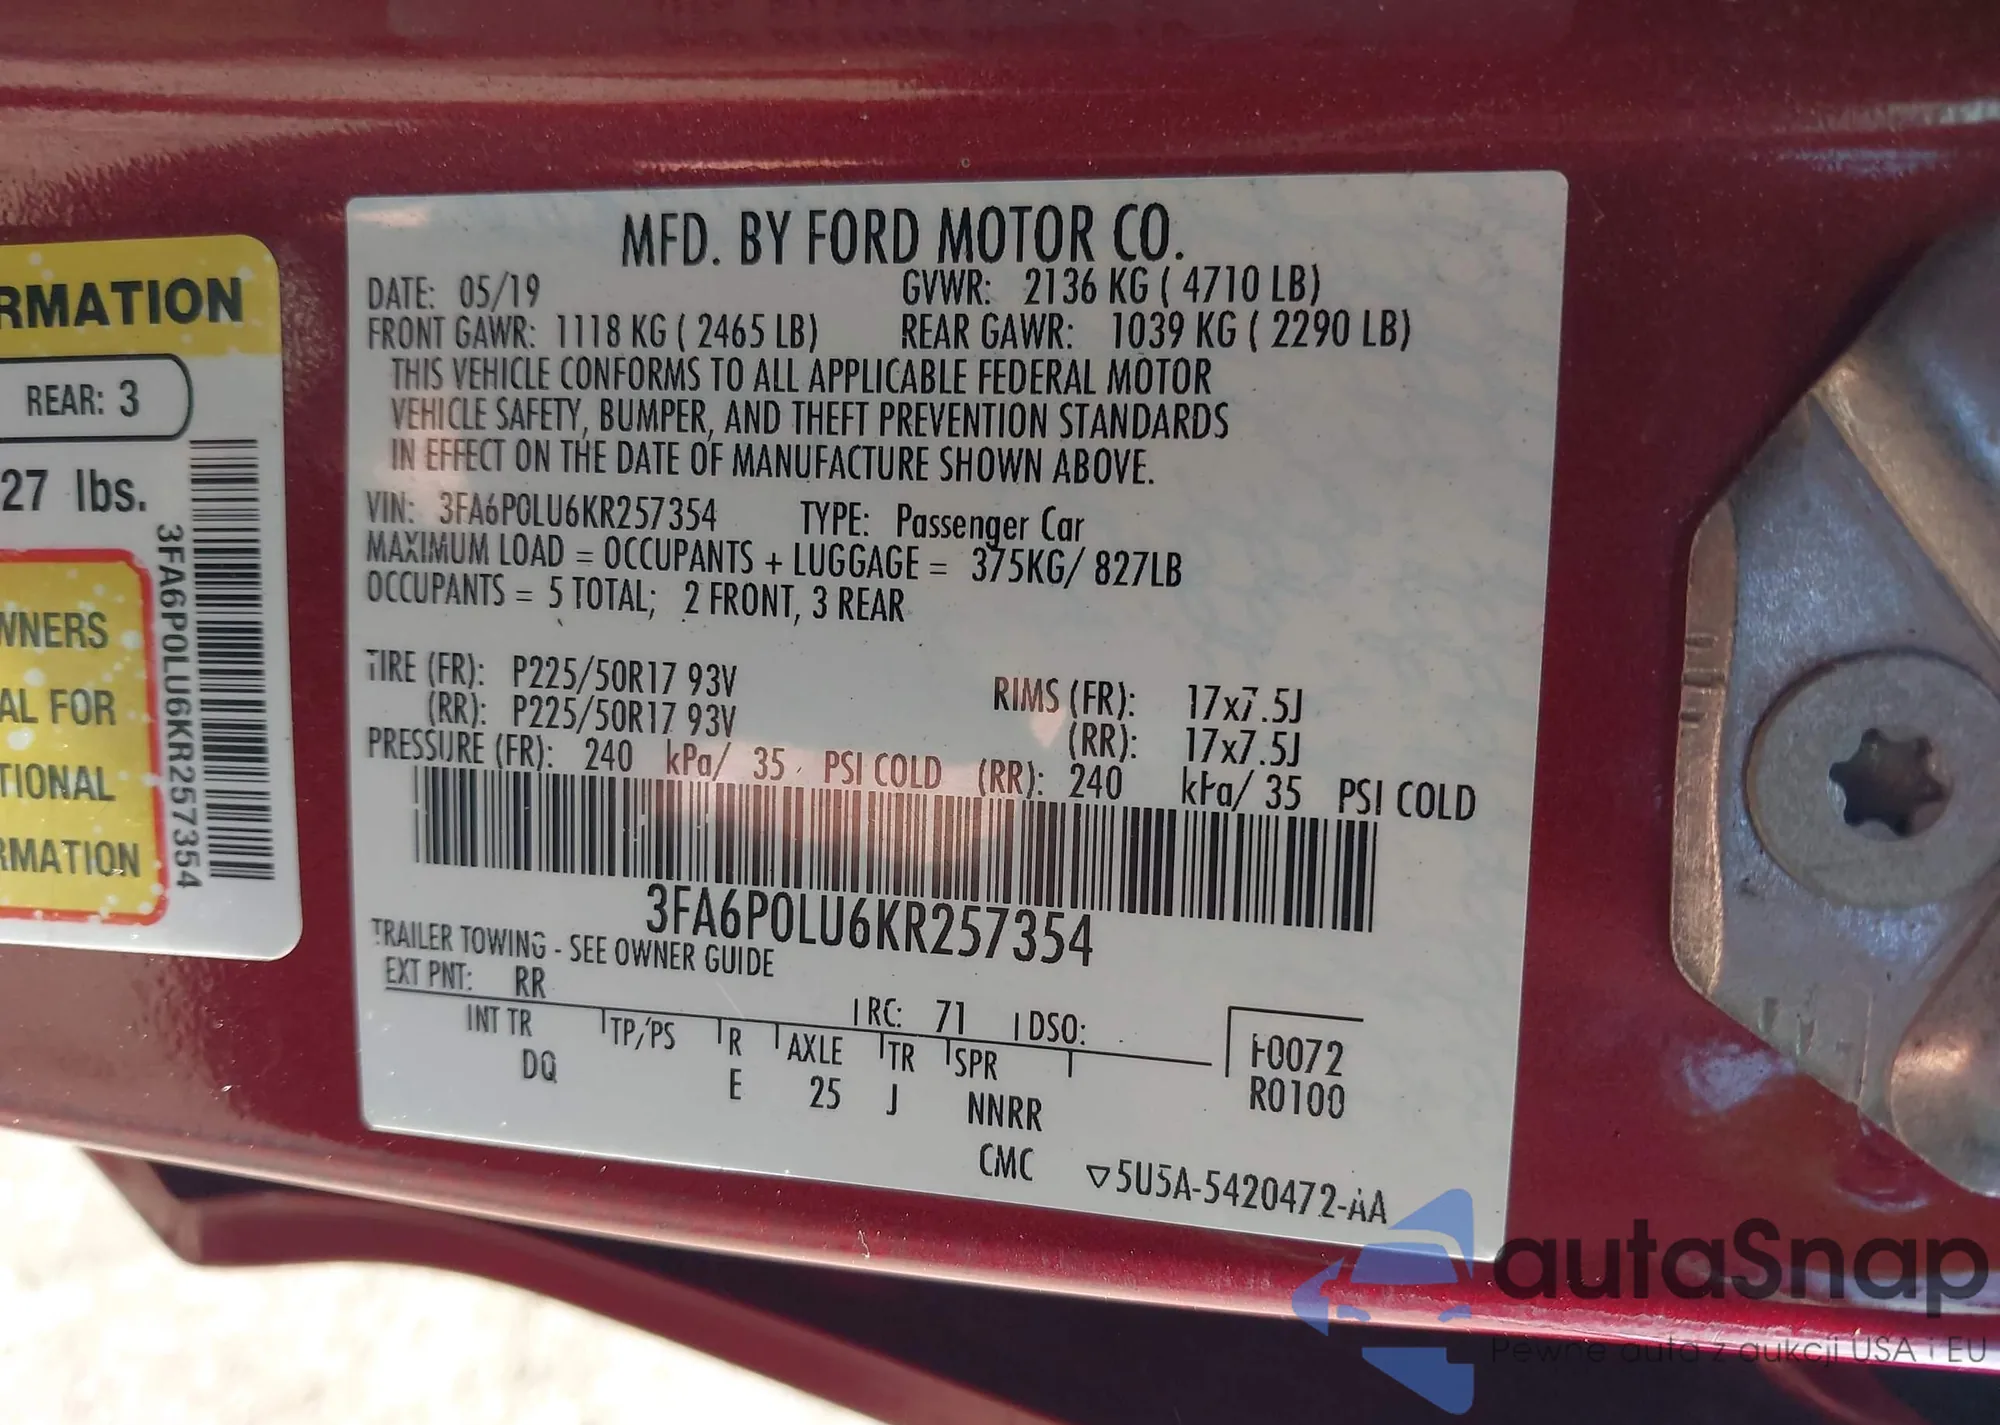 RMATION
REAR: 3
27 lbs.
WNERS
AL FOR
TIONAL
RMATION
3FA6P0LU6KR257354
MFD. BY FORD MOTOR CO.
DATE: 05/19 GVWR: 2136 KG ( 4710 LB)
FRONT GAWR: 1118 KG ( 2465 LB) REAR GAWR: 1039 KG ( 2290 LB)
THIS VEHICLE CONFORMS TO ALL APPLICABLE FEDERAL MOTOR
VEHICLE SAFETY, BUMPER, AND THEFT PREVENTION STANDARDS
IN EFFECT ON THE DATE OF MANUFACTURE SHOWN ABOVE.
VIN: 3FA6P0LU6KR257354 TYPE: Passenger Car
MAXIMUM LOAD = OCCUPANTS + LUGGAGE = 375KG/ 827LB
OCCUPANTS = 5 TOTAL; 2 FRONT, 3 REAR
TIRE (FR): P225/50R17 93V RIMS (FR): 17x7.5J
(RR): P225/50R17 93V (RR): 17x7.5J
PRESSURE (FR): 240 kPa/ 35 PSI COLD (RR): 240 kPa/ 35 PSI COLD
3FA6P0LU6KR257354
TRAILER TOWING - SEE OWNER GUIDE
EXT PNT: RR RC: 71 DSO:
INT TR TP/PS R AXLE TR SPR F0072
DQ E 25 J NNRR R0100
CMC ▽5U5A-5420472-AA
autaSnap
Pewne auta z aukcji USA i EU